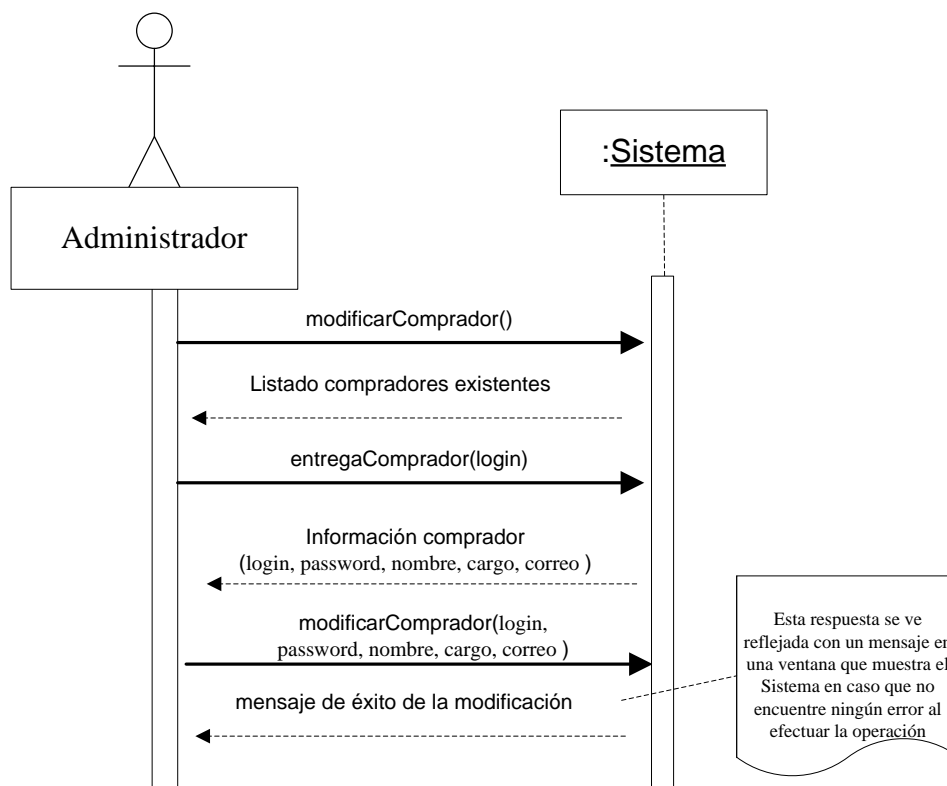 :Sistema
Administrador
modificarComprador()
Listado compradores existentes
entregaComprador(login)
Información comprador
(login, password, nombre, cargo, correo )
modificarComprador(login,
password, nombre, cargo, correo )
mensaje de éxito de la modificación
Esta respuesta se ve
reflejada con un mensaje en
una ventana que muestra el
Sistema en caso que no
encuentre ningún error al
efectuar la operación